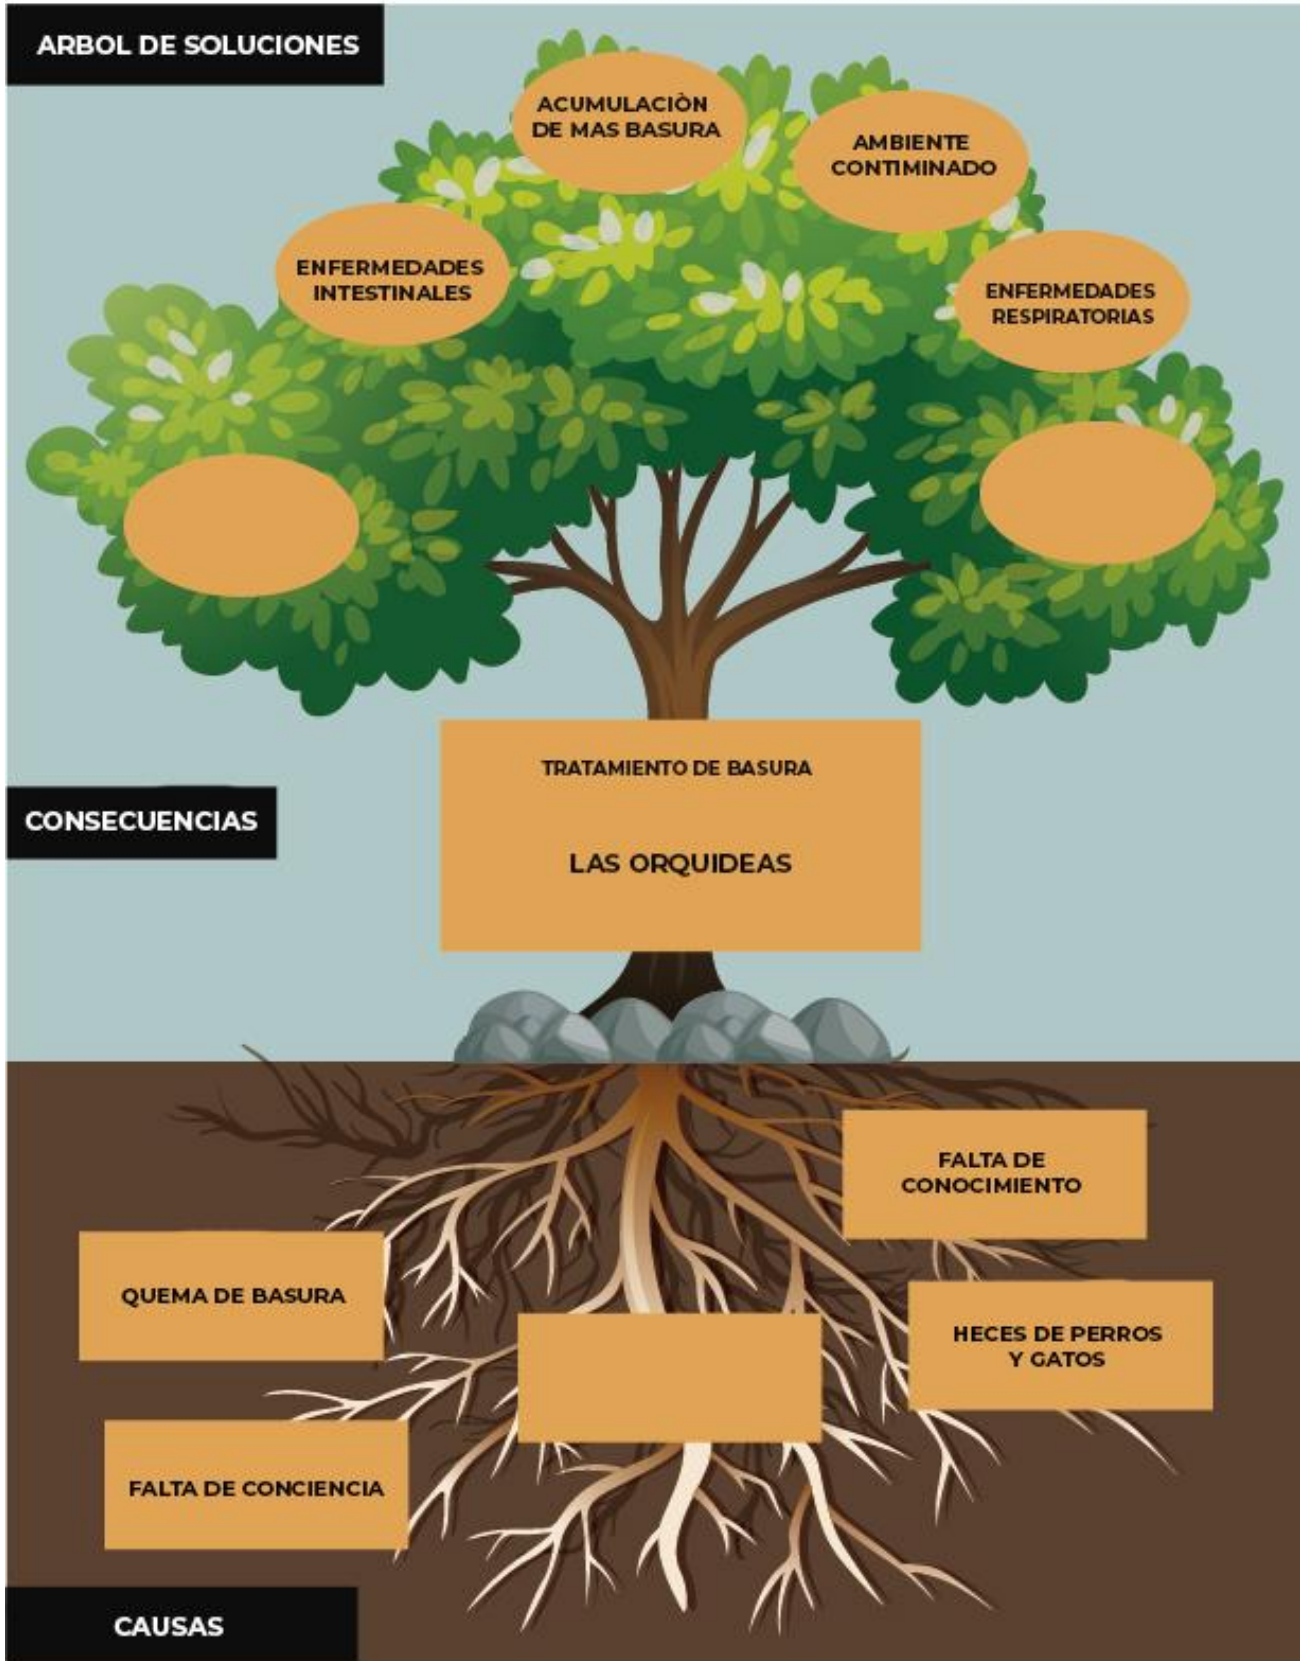 ARBOL DE SOLUCIONES
ACUMULACIÒN
DE MAS BASURA
AMBIENTE
CONTIMINADO
ENFERMEDADES
INTESTINALES
ENFERMEDADES
RESPIRATORIAS
TRATAMIENTO DE BASURA
CONSECUENCIAS
LAS ORQUIDEAS
FALTA DE
CONOCIMIENTO
QUEMA DE BASURA
HECES DE PERROS
Y GATOS
FALTA DE CONCIENCIA
CAUSAS